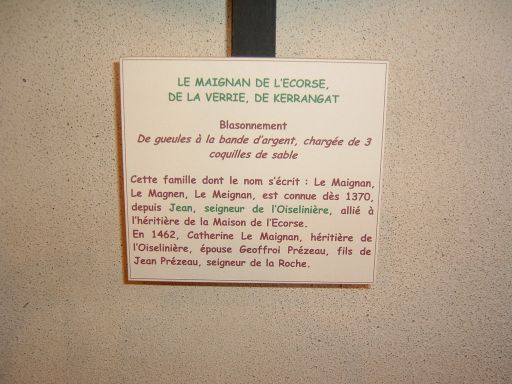 LE MAIGNAN DE L'ECORSE,
DE LA VERRIE, DE KERRANGAT
Blasonnement
De gueules à la bande d'argent, chargée de 3
coquilles de sable
Cette famille dont le nom s'écrit : Le Maignan,
Le Magnen, Le Meignan, est connue dès 1370,
depuis Jean, seigneur de l'Oiselinière, allié à
l'héritière de la Maison de l'Ecorse.
En 1462, Catherine Le Maignan, héritière de
l'Oiselinière, épouse Geoffroi Prézeau, fils de
Jean Prézeau, seigneur de la Roche.